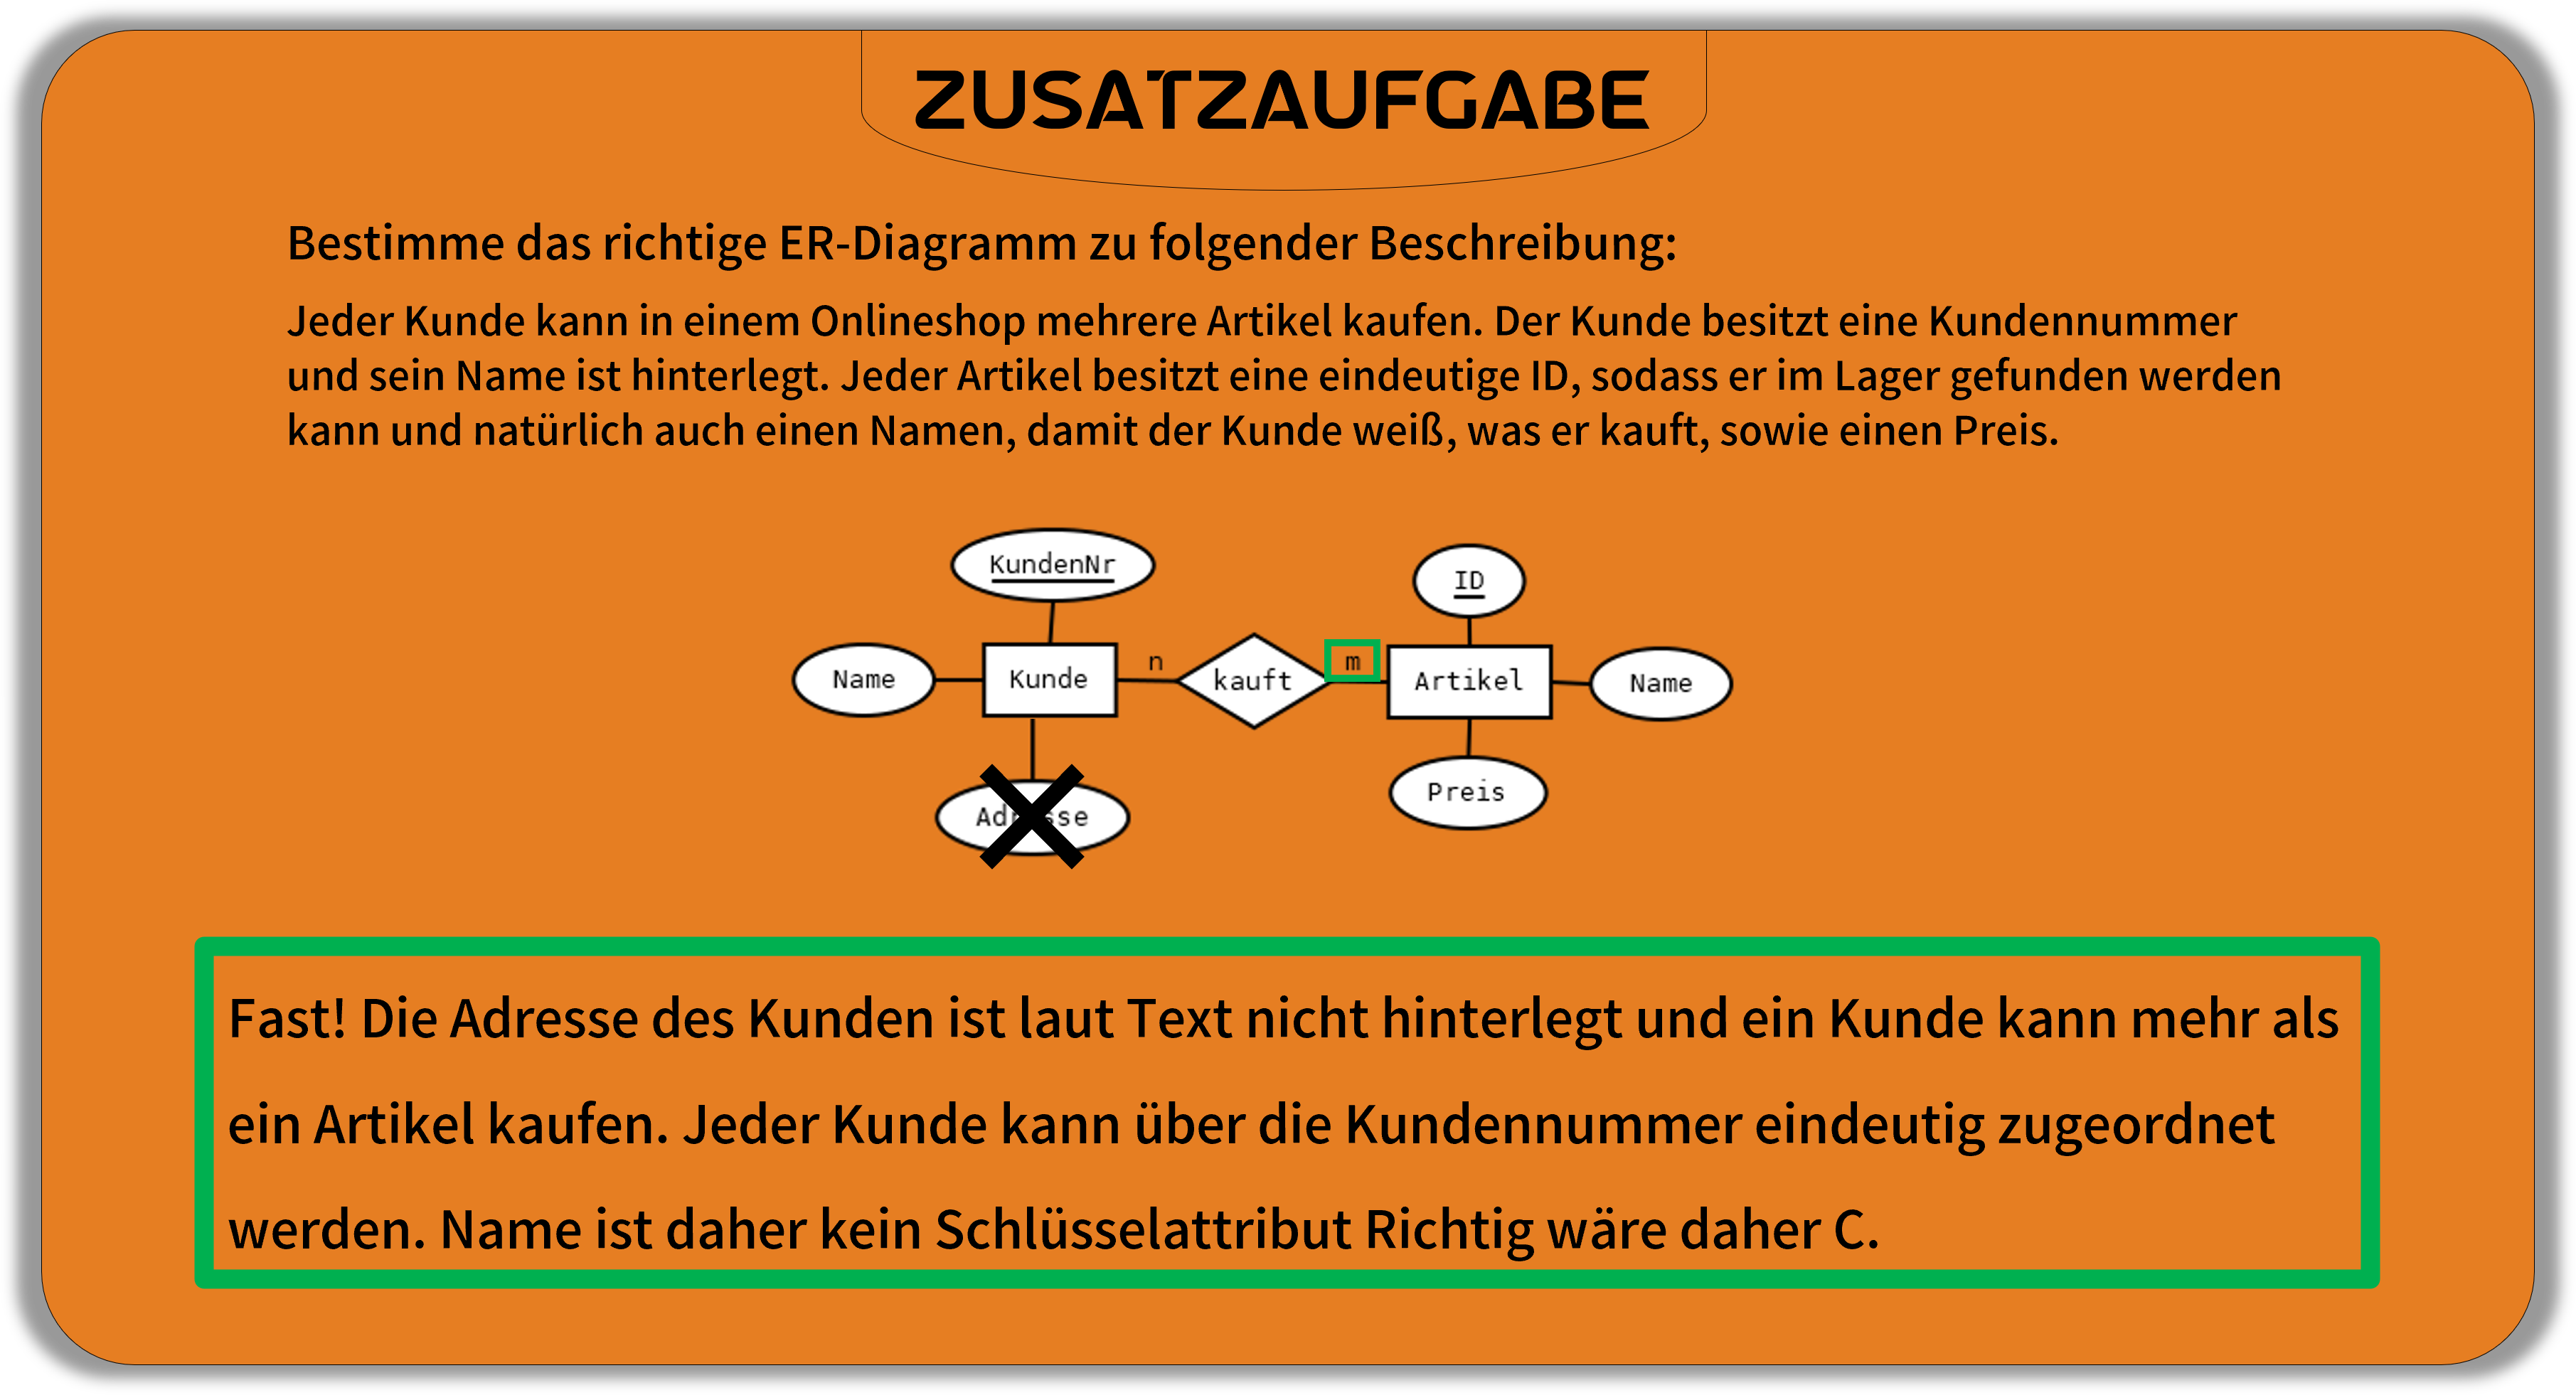 ZUSATZAUFGABE
Bestimme das richtige ER-Diagramm zu folgender Beschreibung:
Jeder Kunde kann in einem Onlineshop mehrere Artikel kaufen. Der Kunde besitzt eine Kundennummer
und sein Name ist hinterlegt. Jeder Artikel besitzt eine eindeutige ID, sodass er im Lager gefunden werden
kann und natürlich auch einen Namen, damit der Kunde weiß, was er kauft, sowie einen Preis.
KundenNr
ID
Name
Kunde
n
kauft
m
Artikel
Name
Adresse
Preis
Fast! Die Adresse des Kunden ist laut Text nicht hinterlegt und ein Kunde kann mehr als
ein Artikel kaufen. Jeder Kunde kann über die Kundennummer eindeutig zugeordnet
werden. Name ist daher kein Schlüsselattribut Richtig wäre daher C.